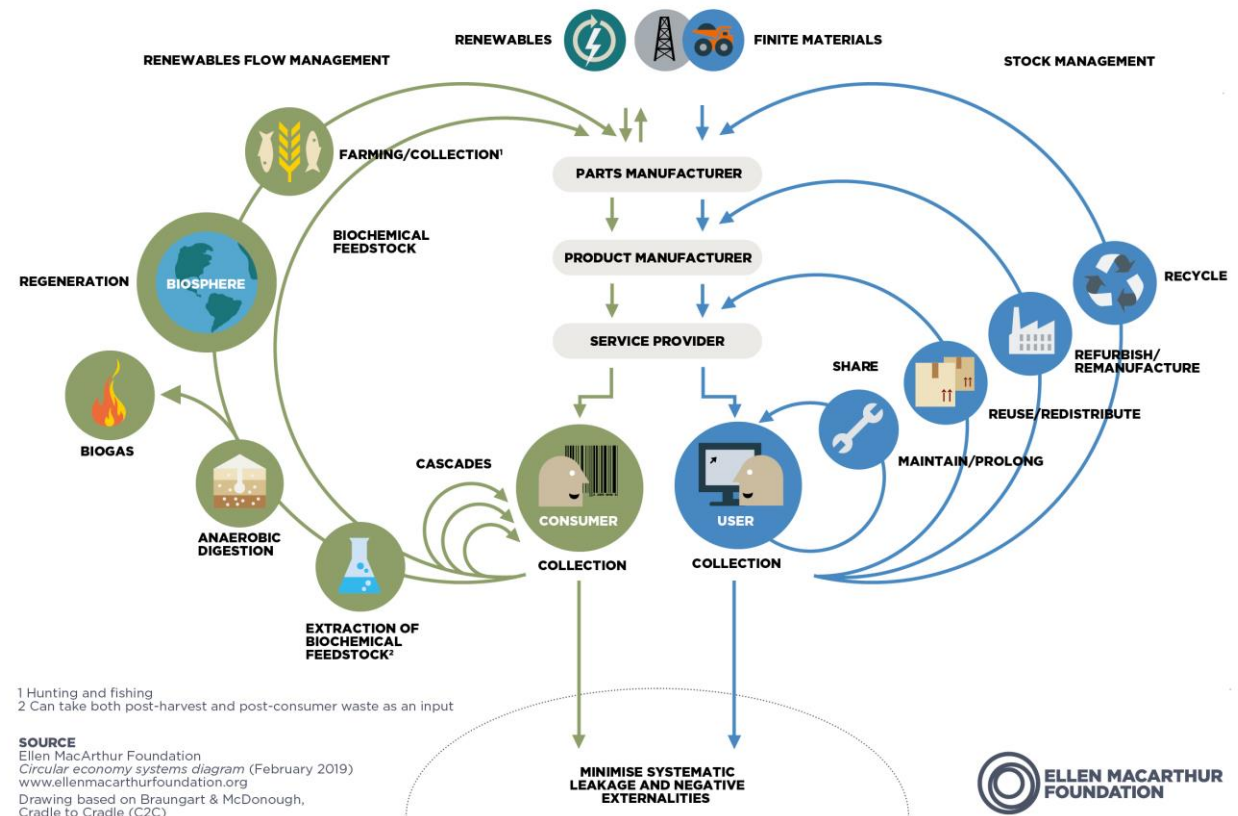 RENEWABLES
FINITE MATERIALS
RENEWABLES FLOW MANAGEMENT
STOCK MANAGEMENT
FARMING/COLLECTION¹
PARTS MANUFACTURER
BIOCHEMICAL
FEEDSTOCK
PRODUCT MANUFACTURER
REGENERATION
BIOSPHERE
RECYCLE
SERVICE PROVIDER
SHARE
REFURBISH/
REMANUFACTURE
REUSE/REDISTRIBUTE
BIOGAS
CASCADES
MAINTAIN/PROLONG
CONSUMER
USER
ANAEROBIC
DIGESTION
COLLECTION
COLLECTION
EXTRACTION OF
BIOCHEMICAL
FEEDSTOCK²
1 Hunting and fishing
2 Can take both post-harvest and post-consumer waste as an input
SOURCE
Ellen MacArthur Foundation
Circular economy systems diagram (February 2019)
www.ellenmacarthurfoundation.org
Drawing based on Braungart & McDonough,
Cradle to Cradle (C2C)
MINIMISE SYSTEMATIC
LEAKAGE AND NEGATIVE
EXTERNALITIES
ELLEN MACARTHUR
FOUNDATION